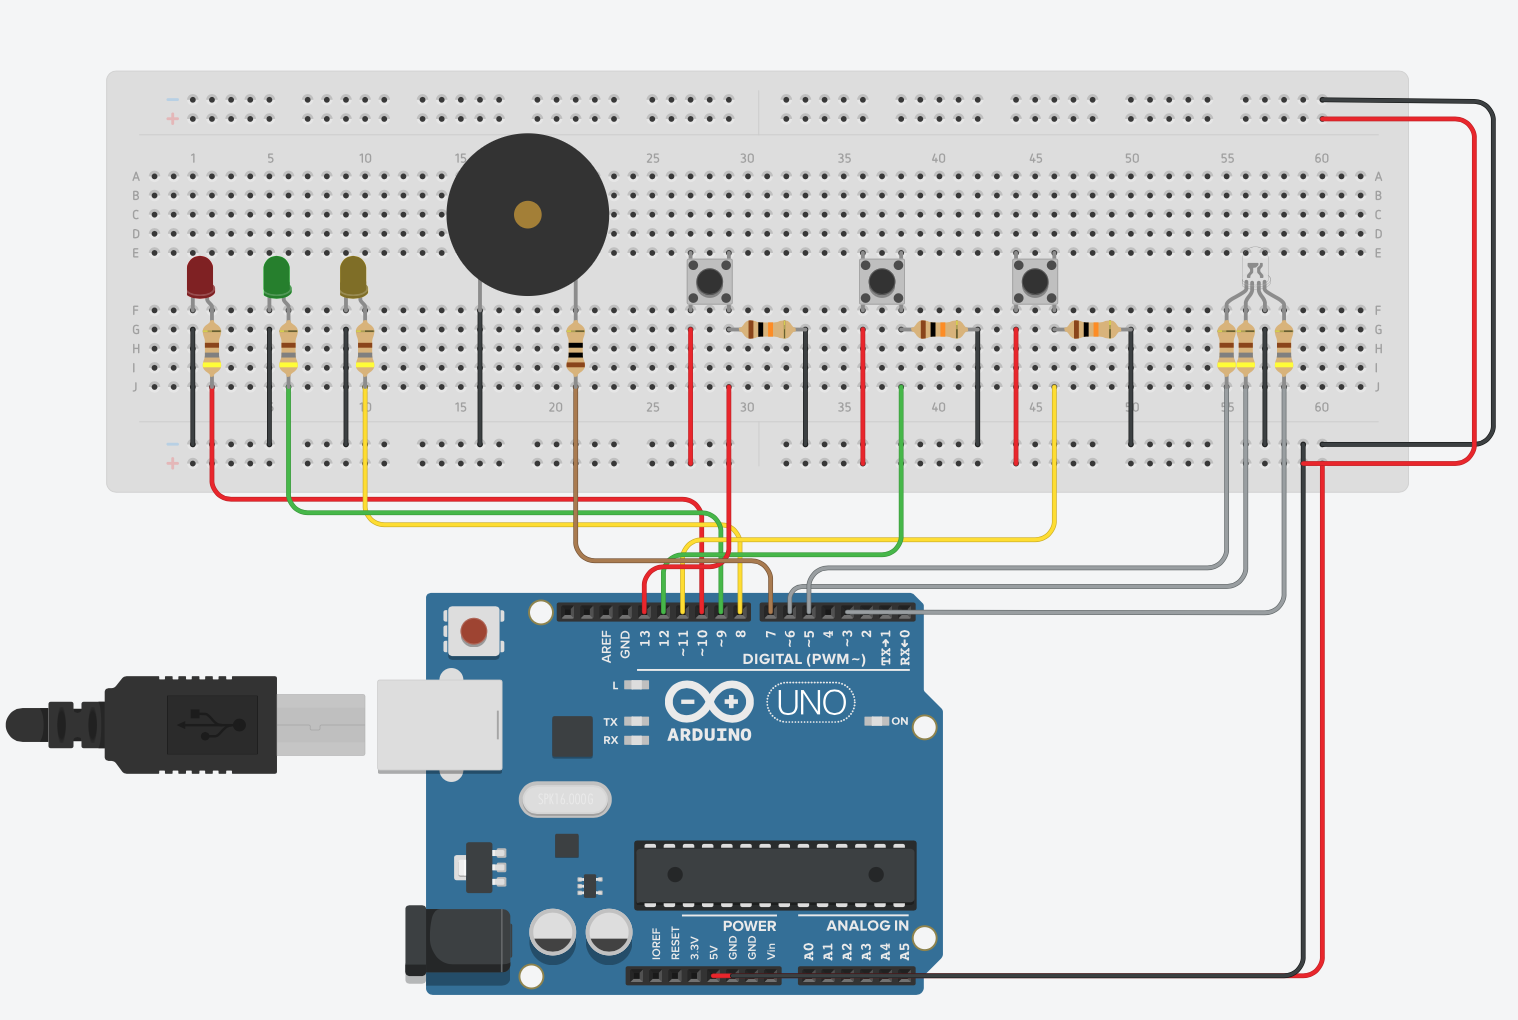 − −
+ +
1 5 10 15 25 30 35 40 45 50 55 60
A A
B B
C C
D D
E E
F F
G G
H H
I I
J J
5 10 15 20 25 30 35 40 45 50 55 60
− −
+ +
AREF GND 13 12 ~11 ~10 ~9 8 7 ~6 ~5 4 ~3 2 TX→1 RX←0
DIGITAL (PWM~)
L
TX
RX
UNO
ON
ARDUINO
SPK16.000G
POWER ANALOG IN
IOREF RESET 3.3V 5V GND GND Vin A0 A1 A2 A3 A4 A5